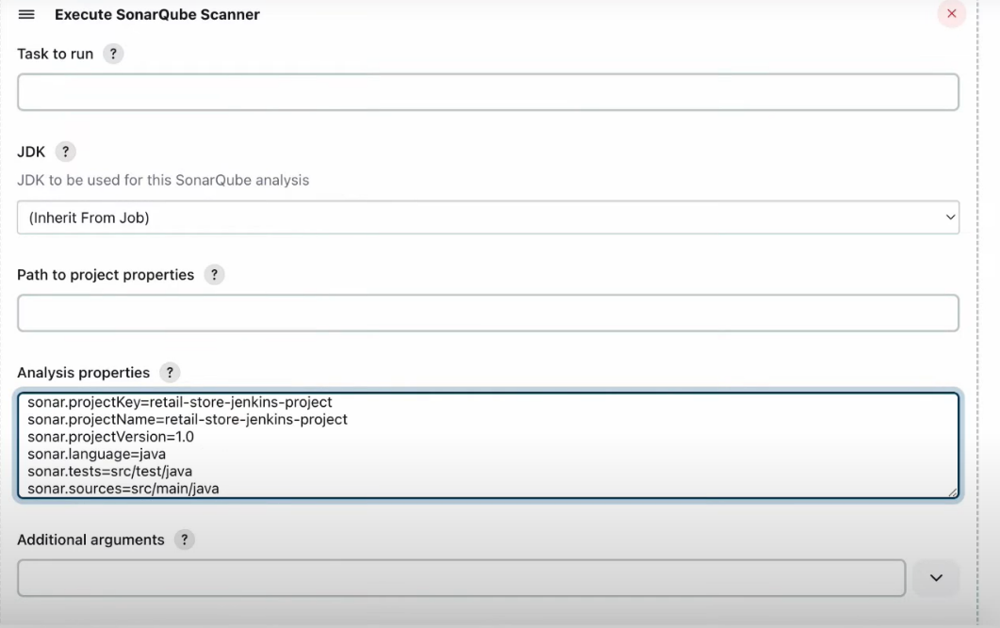 Execute SonarQube Scanner
Task to run ?
JDK ?
JDK to be used for this SonarQube analysis
(Inherit From Job)
Path to project properties ?
Analysis properties ?
sonar.projectKey=retail-store-jenkins-project
sonar.projectName=retail-store-jenkins-project
sonar.projectVersion=1.0
sonar.language=java
sonar.tests=src/test/java
sonar.sources=src/main/java
Additional arguments ?